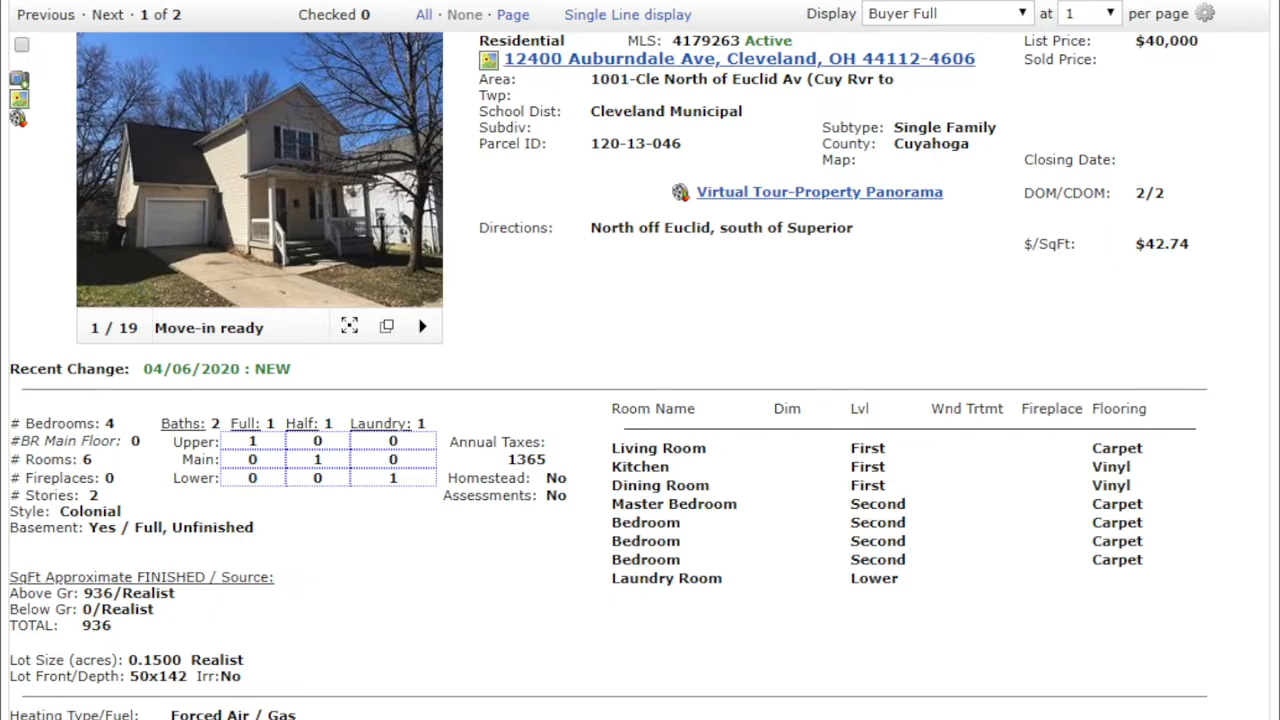 Previous · Next · 1 of 2 Checked 0 All · None · Page Single Line display Display Buyer Full at 1 per page
Residential MLS: 4179263 Active List Price: $40,000
12400 Auburndale Ave, Cleveland, OH 44112-4606 Sold Price:
Area: 1001-Cle North of Euclid Av (Cuy Rvr to
Twp:
School Dist: Cleveland Municipal
Subdiv: Subtype: Single Family
Parcel ID: 120-13-046 County: Cuyahoga
Map: Closing Date:
Virtual Tour-Property Panorama DOM/CDOM: 2/2
Directions: North off Euclid, south of Superior
$/SqFt: $42.74
1 / 19 Move-in ready
Recent Change: 04/06/2020 : NEW
# Bedrooms: 4 Baths: 2 Full: 1 Half: 1 Laundry: 1
#BR Main Floor: 0 Upper: 1 0 0 Annual Taxes:
# Rooms: 6 Main: 0 1 0 1365
# Fireplaces: 0 Lower: 0 0 1 Homestead: No
# Stories: 2 Assessments: No
Style: Colonial
Basement: Yes / Full, Unfinished
Room Name Dim Lvl Wnd Trtmt Fireplace Flooring
Living Room First Carpet
Kitchen First Vinyl
Dining Room First Vinyl
Master Bedroom Second Carpet
Bedroom Second Carpet
Bedroom Second Carpet
Bedroom Second Carpet
Laundry Room Lower
SqFt Approximate FINISHED / Source:
Above Gr: 936/Realist
Below Gr: 0/Realist
TOTAL: 936
Lot Size (acres): 0.1500 Realist
Lot Front/Depth: 50x142 Irr:No
Heating Type/Fuel: Forced Air / Gas